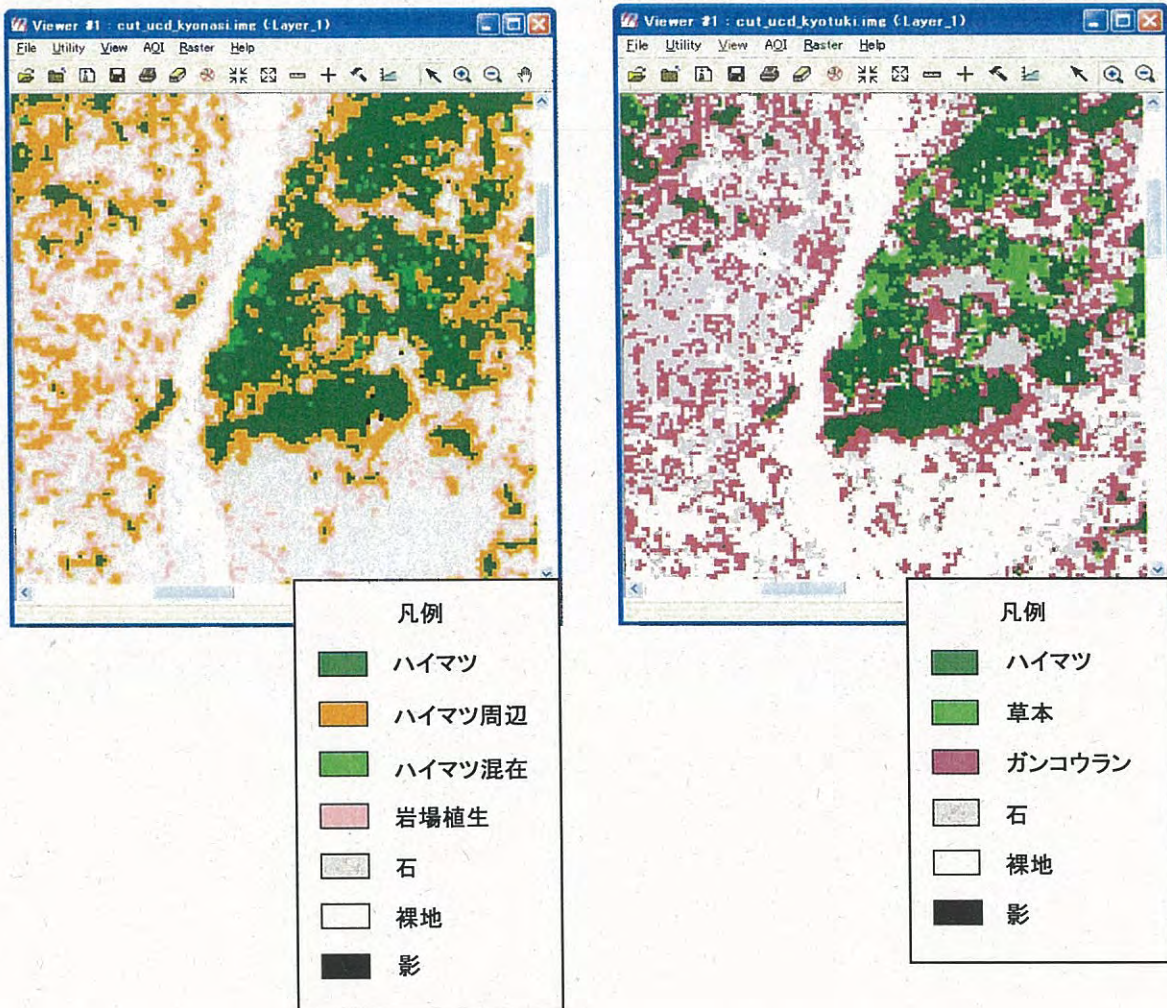 Viewer #1 : cut_ucd_kyonasi.img (:Layer_1)
File Utility View AOI Raster Help
凡例
ハイマツ
ハイマツ周辺
ハイマツ混在
岩場植生
石
裸地
影
Viewer #1 : cut_ucd_kyotuki.img (:Layer_1)
File Utility View AOI Raster Help
凡例
ハイマツ
草本
ガンコウラン
石
裸地
影